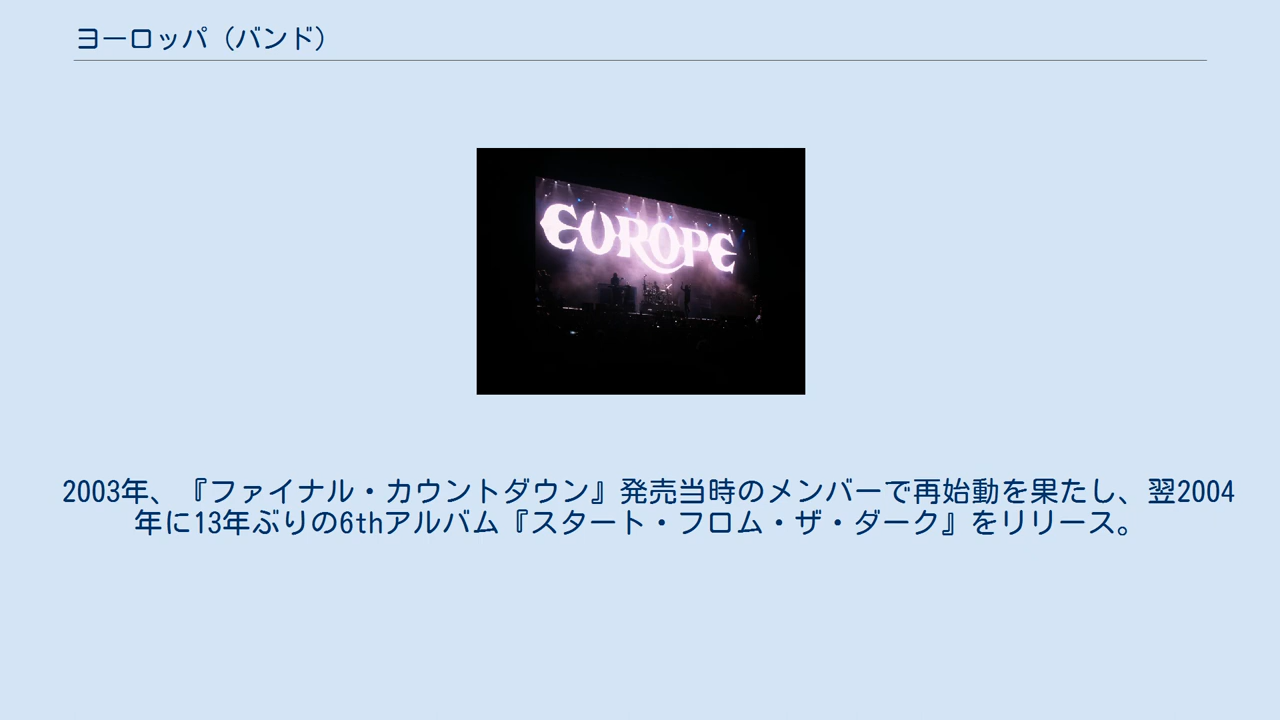 ヨーロッパ（バンド）
EUROPE
2003年、『ファイナル・カウントダウン』発売当時のメンバーで再始動を果たし、翌2004
年に13年ぶりの6thアルバム『スタート・フロム・ザ・ダーク』をリリース。